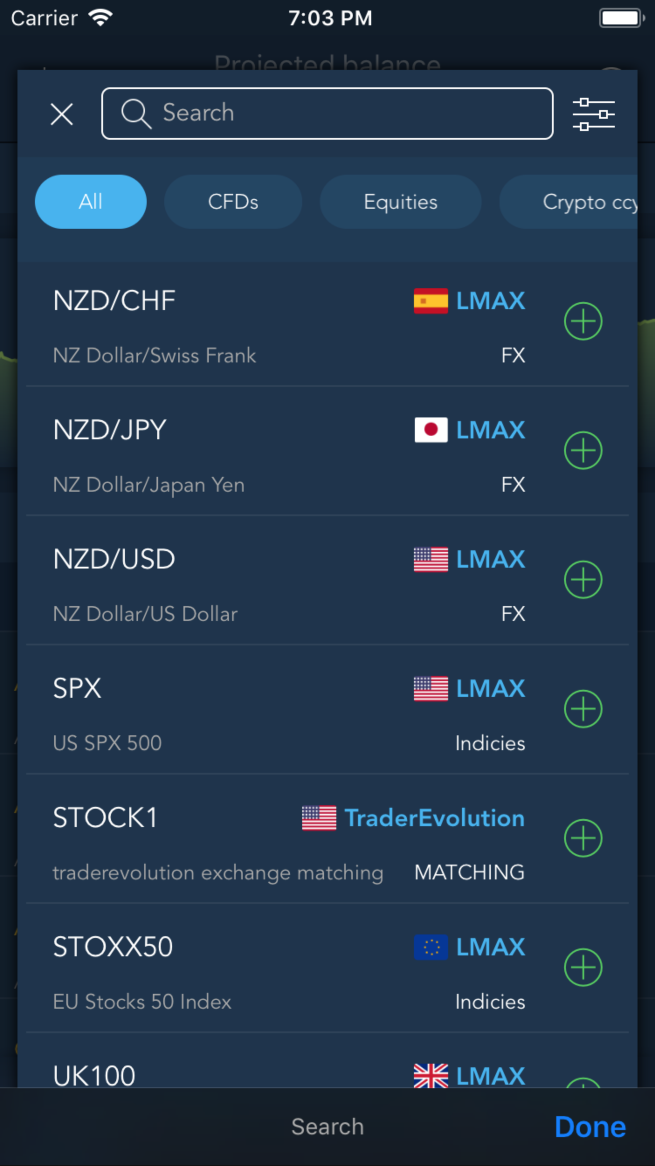 Carrier 7:03 PM
Projected balance
Search
All CFDs Equities Crypto ccy
NZD/CHF LMAX
NZ Dollar/Swiss Frank FX
NZD/JPY LMAX
NZ Dollar/Japan Yen FX
NZD/USD LMAX
NZ Dollar/US Dollar FX
SPX LMAX
US SPX 500 Indicies
STOCK1 TraderEvolution
traderevolution exchange matching MATCHING
STOXX50 LMAX
EU Stocks 50 Index Indicies
UK100 LMAX
Search Done